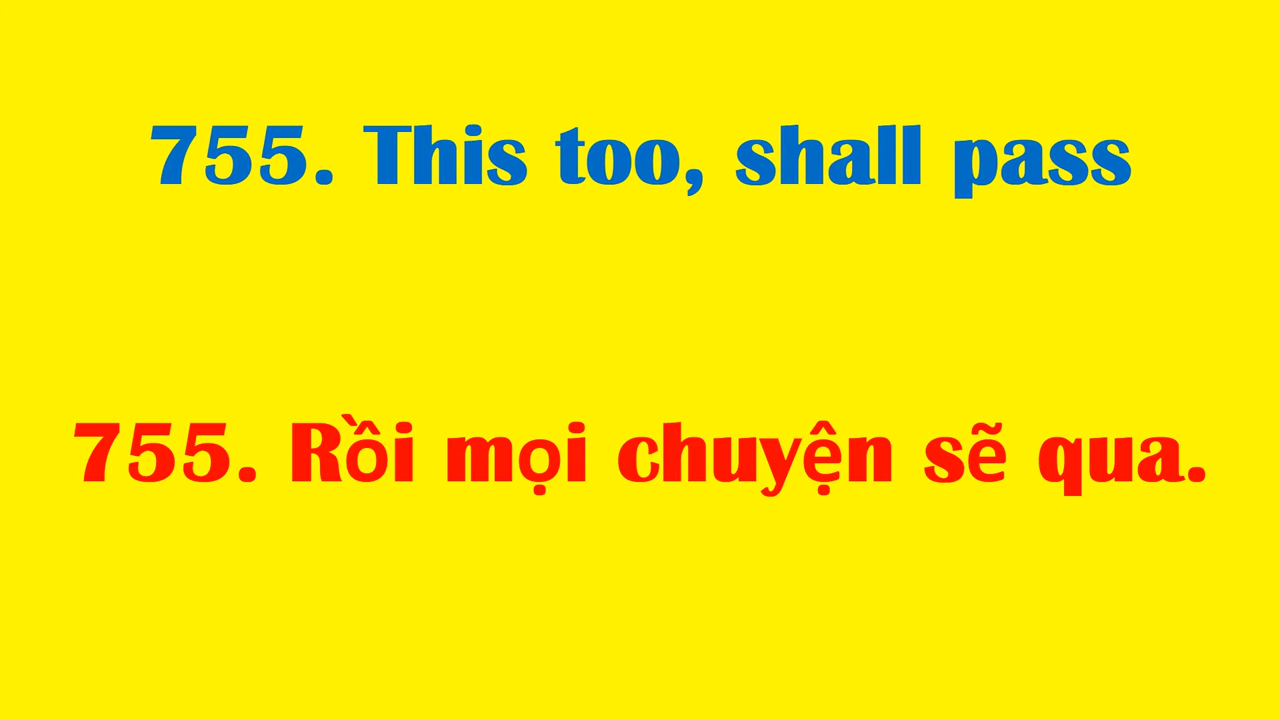 755. This too, shall pass
755. Rồi mọi chuyện sẽ qua.